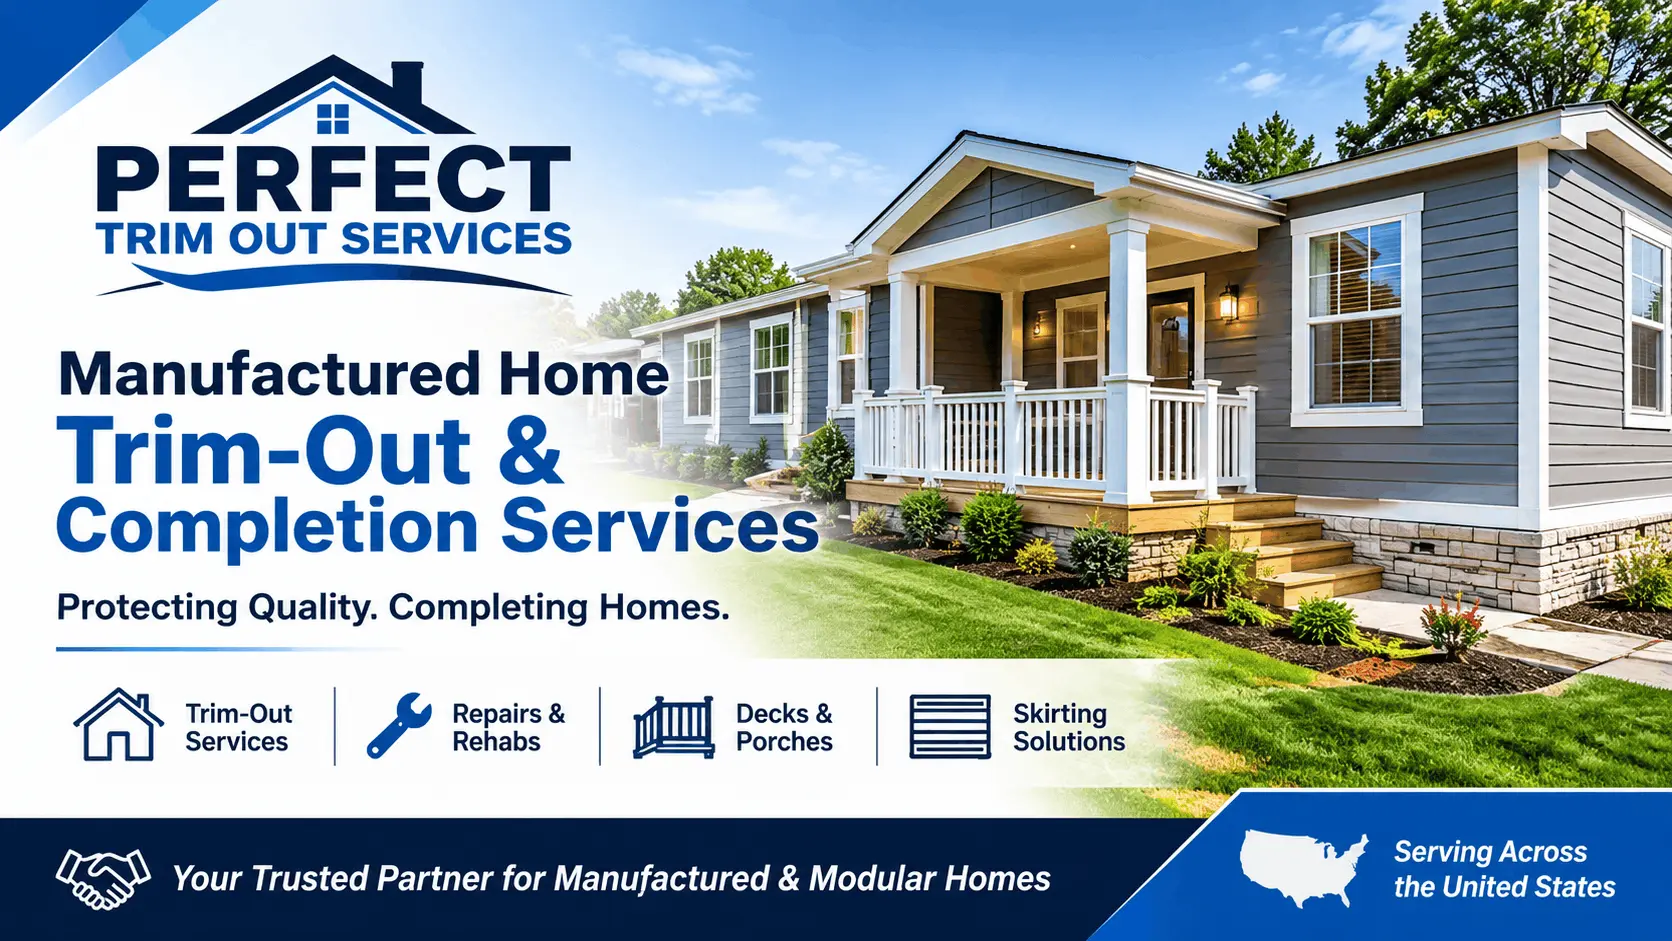 PERFECT
TRIM OUT SERVICES
Manufactured Home
Trim-Out &
Completion Services
Protecting Quality. Completing Homes.
Trim-Out
Services
Repairs &
Rehabs
Decks &
Porches
Skirting
Solutions
Your Trusted Partner for Manufactured & Modular Homes
Serving Across
the United States